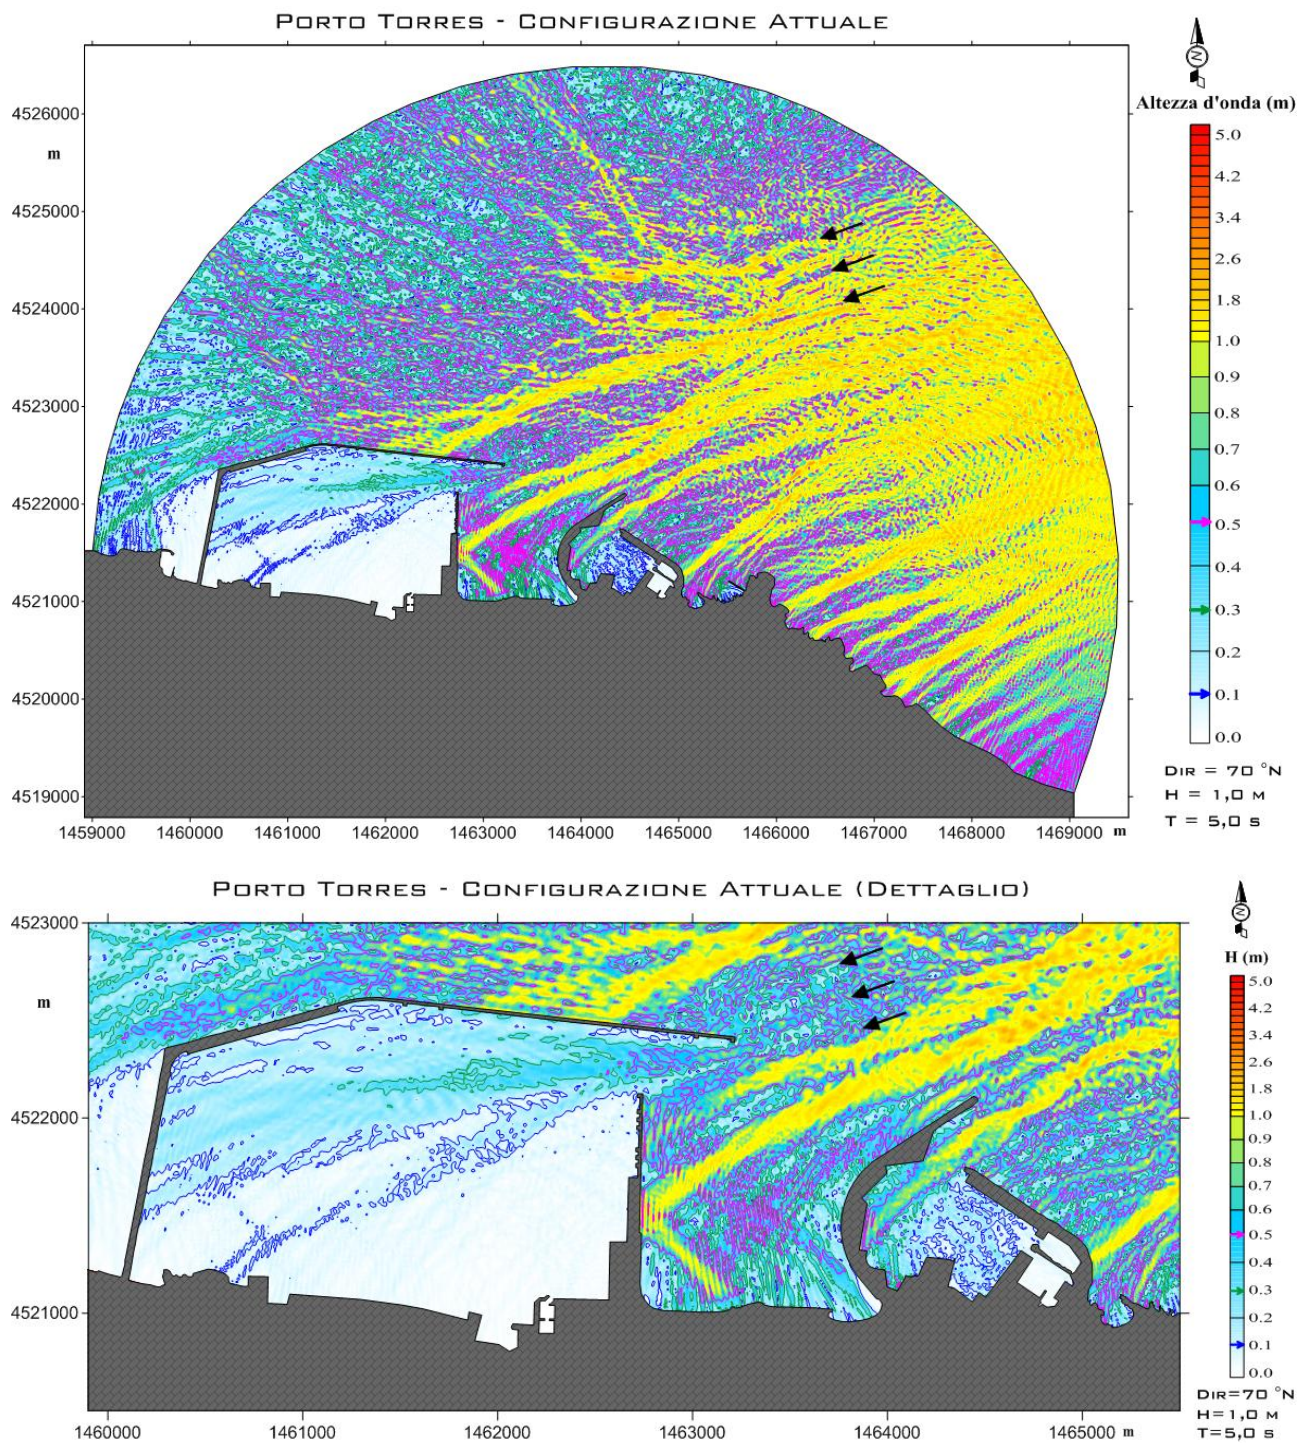 PORTO TORRES - CONFIGURAZIONE ATTUALE
N
Altezza d'onda (m)
4526000
m
4525000
4524000
4523000
4522000
4521000
4520000
4519000
5.0
4.2
3.4
2.6
1.8
1.0
0.9
0.8
0.7
0.6
0.5
0.4
0.3
0.2
0.1
0.0
DIR = 70 °N
H = 1,0 M
T = 5,0 S
1459000 1460000 1461000 1462000 1463000 1464000 1465000 1466000 1467000 1468000 1469000 m
PORTO TORRES - CONFIGURAZIONE ATTUALE (DETTAGLIO)
N
H (m)
4523000
m
4522000
4521000
5.0
4.2
3.4
2.6
1.8
1.0
0.9
0.8
0.7
0.6
0.5
0.4
0.3
0.2
0.1
0.0
DIR=70 °N
H=1,0 M
T=5,0 S
1460000 1461000 1462000 1463000 1464000 1465000 m